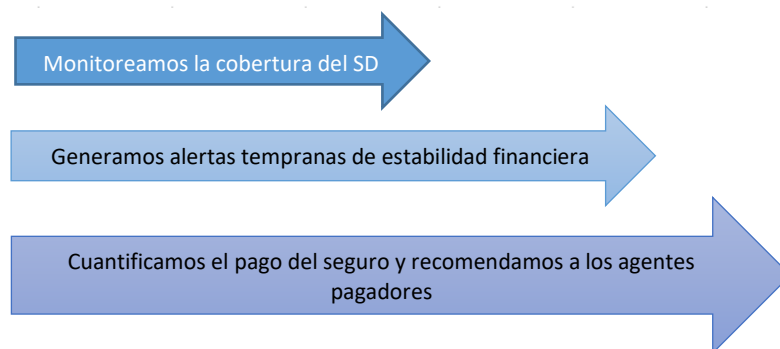 Monitoreamos la cobertura del SD
Generamos alertas tempranas de estabilidad financiera
Cuantificamos el pago del seguro y recomendamos a los agentes
pagadores